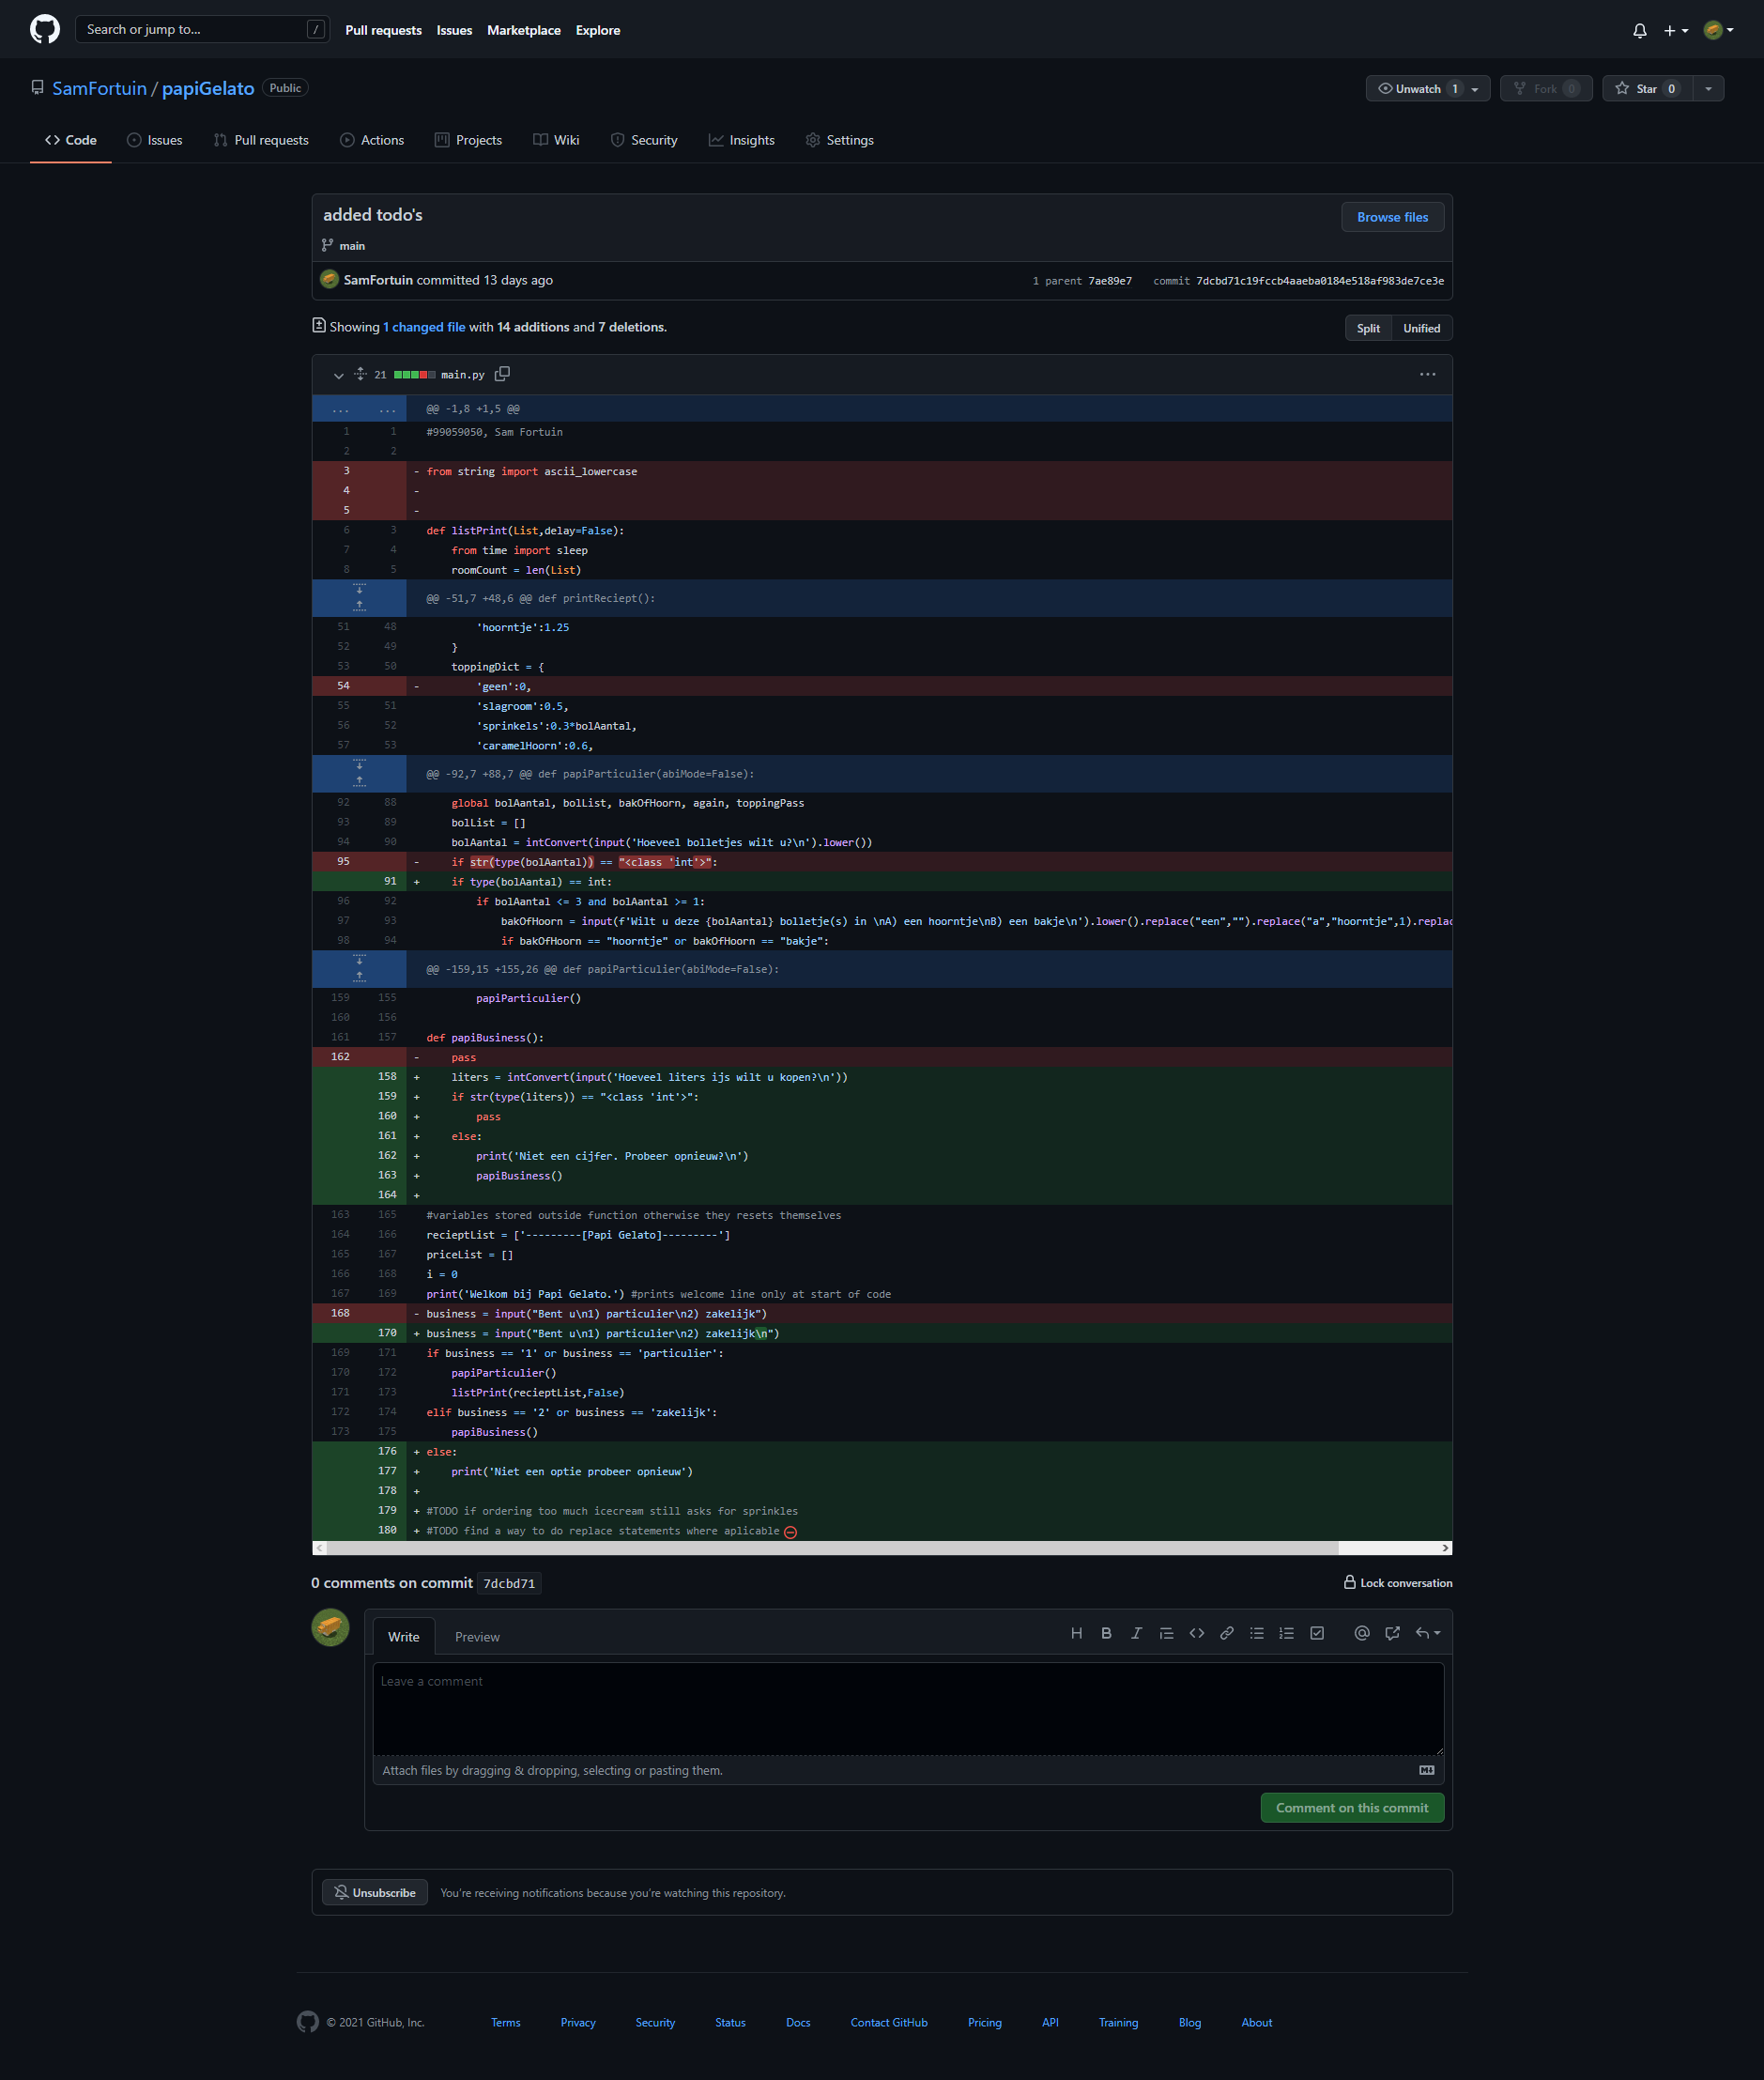 Search or jump to... / Pull requests Issues Marketplace Explore
SamFortuin / papiGelato Public Unwatch 1 Fork 0 Star 0
Code Issues Pull requests Actions Projects Wiki Security Insights Settings
added todo's Browse files
main
SamFortuin committed 13 days ago 1 parent 7ae89e7 commit 7dcbd71c19fccb4aaeba0184e518af983de7ce3e
Showing 1 changed file with 14 additions and 7 deletions. Split Unified
21 main.py ...
... ... @@ -1,8 +1,5 @@
1 1 #99059050, Sam Fortuin
2 2
3 - from string import ascii_lowercase
4 -
5 -
6 3 def listPrint(List,delay=False):
7 4 from time import sleep
8 5 roomCount = len(List)
@@ -51,7 +48,6 @@ def printReciept():
51 48 'hoorntje':1.25
52 49 }
53 50 toppingDict = {
54 - 'geen':0,
55 51 'slagroom':0.5,
56 52 'sprinkels':0.3*bolAantal,
57 53 'caramelHoorn':0.6,
@@ -92,7 +88,7 @@ def papiParticulier(abiMode=False):
92 88 global bolAantal, bolList, bakOfHoorn, again, toppingPass
93 89 bolList = []
94 90 bolAantal = intConvert(input('Hoeveel bolletjes wilt u?\n').lower())
95 - if str(type(bolAantal)) == "<class 'int'>":
91 + if type(bolAantal) == int:
96 92 if bolAantal <= 3 and bolAantal >= 1:
97 93 bakOfHoorn = input(f'Wilt u deze {bolAantal} bolletje(s) in \nA) een hoorntje\nB) een bakje\n').lower().replace("een","").replace("a","hoorntje",1).replac
98 94 if bakOfHoorn == "hoorntje" or bakOfHoorn == "bakje":
@@ -159,15 +155,26 @@ def papiParticulier(abiMode=False):
159 155 papiParticulier()
160 156
161 157 def papiBusiness():
162 - pass
158 + liters = intConvert(input('Hoeveel liters ijs wilt u kopen?\n'))
159 + if str(type(liters)) == "<class 'int'>":
160 + pass
161 + else:
162 + print('Niet een cijfer. Probeer opnieuw?\n')
163 + papiBusiness()
164 +
163 165 #variables stored outside function otherwise they resets themselves
164 166 recieptList = ['---------[Papi Gelato]---------']
165 167 priceList = []
166 168 i = 0
167 169 print('Welkom bij Papi Gelato.') #prints welcome line only at start of code
168 - business = input("Bent u\n1) particulier\n2) zakelijk")
170 + business = input("Bent u\n1) particulier\n2) zakelijk\n")
169 171 if business == '1' or business == 'particulier':
170 172 papiParticulier()
171 173 listPrint(recieptList,False)
172 174 elif business == '2' or business == 'zakelijk':
173 175 papiBusiness()
176 + else:
177 + print('Niet een optie probeer opnieuw')
178 +
179 + #TODO if ordering too much icecream still asks for sprinkles
180 + #TODO find a way to do replace statements where aplicable
0 comments on commit 7dcbd71 Lock conversation
Write Preview
Leave a comment
Attach files by dragging & dropping, selecting or pasting them.
Comment on this commit
Unsubscribe You're receiving notifications because you're watching this repository.
© 2021 GitHub, Inc. Terms Privacy Security Status Docs Contact GitHub Pricing API Training Blog About